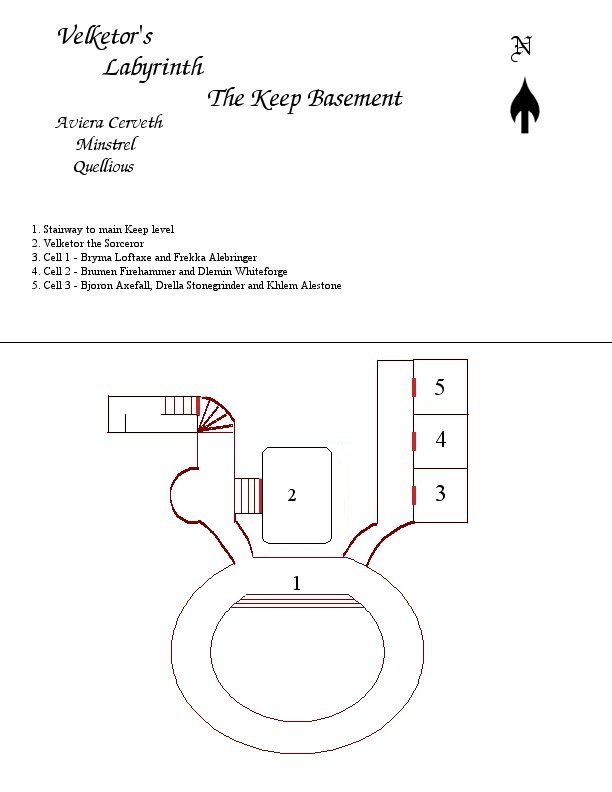 Velketor's
Labyrinth
The Keep Basement
N
Aviera Cerveth
Minstrel
Quellious
1. Stairway to main Keep level
2. Velketor the Sorceror
3. Cell 1 - Bryma Loftaxe and Frekka Alebringer
4. Cell 2 - Brumen Firehammer and Dlemin Whiteforge
5. Cell 3 - Bjoron Axefall, Drella Stonegrinder and Khlem Alestone
5
4
3
2
1